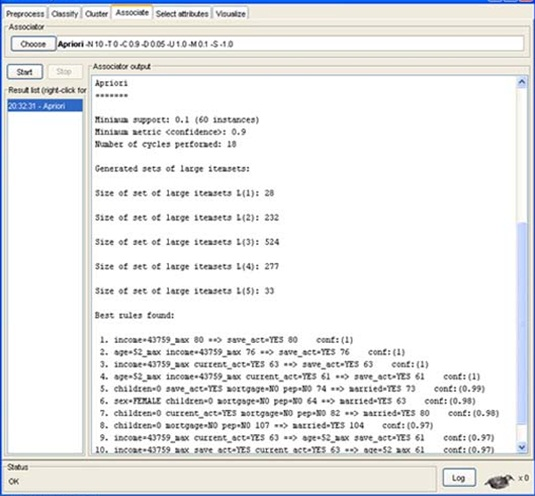 Preprocess Classify Cluster Associate Select attributes Visualize
Associator
Choose Apriori -N 10 -T 0 -C 0.9 -D 0.05 -U 1.0 -M 0.1 -S -1.0
Start Stop
Result list (right-click for
20:32:31 - Apriori
Associator output
Apriori
=======
Minimum support: 0.1 (60 instances)
Minimum metric <confidence>: 0.9
Number of cycles performed: 18
Generated sets of large itemsets:
Size of set of large itemsets L(1): 28
Size of set of large itemsets L(2): 232
Size of set of large itemsets L(3): 524
Size of set of large itemsets L(4): 277
Size of set of large itemsets L(5): 33
Best rules found:
1. income=43759_max 80 ==> save_act=YES 80 conf:(1)
2. age=52_max income=43759_max 76 ==> save_act=YES 76 conf:(1)
3. income=43759_max current_act=YES 63 ==> save_act=YES 63 conf:(1)
4. age=52_max income=43759_max current_act=YES 61 ==> save_act=YES 61 conf:(1)
5. children=0 save_act=YES mortgage=NO pep=NO 74 ==> married=YES 73 conf:(0.99)
6. sex=FEMALE children=0 mortgage=NO pep=NO 64 ==> married=YES 63 conf:(0.98)
7. children=0 current_act=YES mortgage=NO pep=NO 82 ==> married=YES 80 conf:(0.98)
8. children=0 mortgage=NO pep=NO 107 ==> married=YES 104 conf:(0.97)
9. income=43759_max current_act=YES 63 ==> age=52_max save_act=YES 61 conf:(0.97)
10. income=43759_max save_act=YES current_act=YES 63 ==> age=52_max 61 conf:(0.97)
Status
OK
Log
x 0